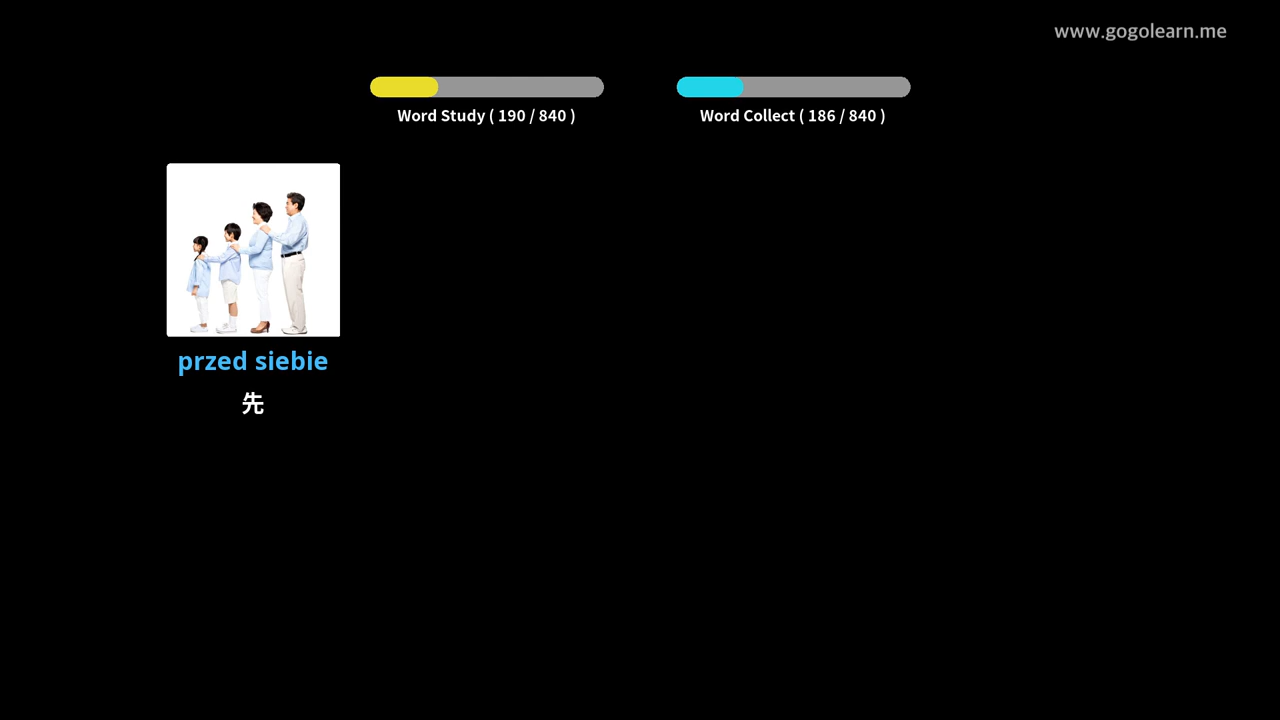 www.gogolearn.me
Word Study ( 190 / 840 )
Word Collect ( 186 / 840 )
przed siebie
先